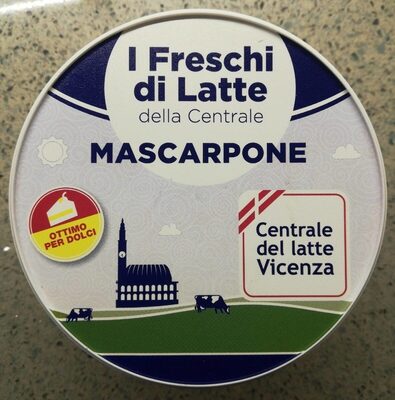 I Freschi
di Latte
della Centrale
MASCARPONE
OTTIMO
PER DOLCI
Centrale
del latte
Vicenza